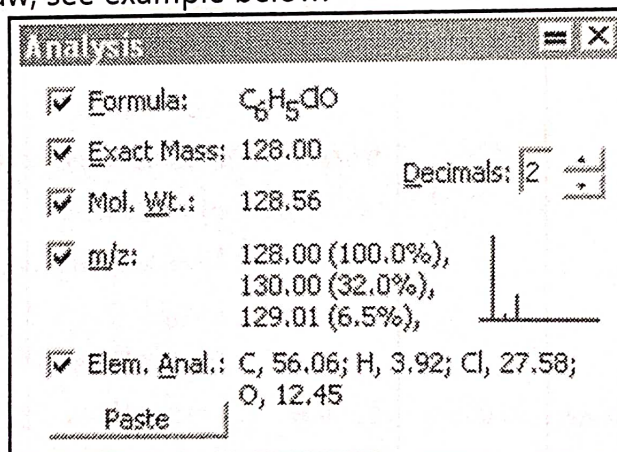 see example below.
Analysis
Formula: C6H5ClO
Exact Mass: 128.00
Decimals: 2
Mol. Wt.: 128.56
m/z: 128.00 (100.0%),
130.00 (32.0%),
129.01 (6.5%),
Elem. Anal.: C, 56.06; H, 3.92; Cl, 27.58;
O, 12.45
Paste